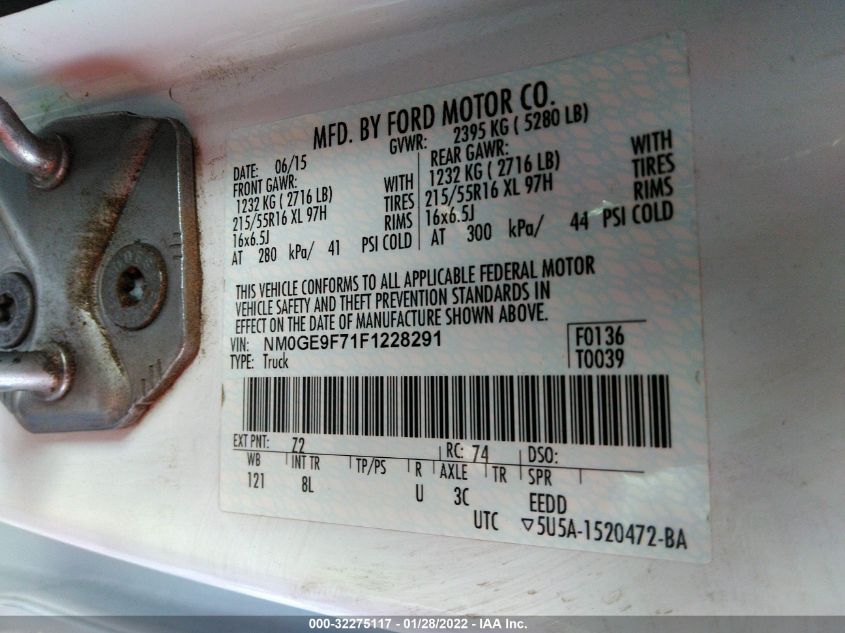 MFD. BY FORD MOTOR CO.
DATE: 06/15 GVWR: 2395 KG ( 5280 LB)
FRONT GAWR: REAR GAWR:
1232 KG ( 2716 LB) WITH 1232 KG ( 2716 LB) WITH
215/55R16 XL 97H TIRES 215/55R16 XL 97H TIRES
16x6.5J RIMS 16x6.5J RIMS
AT 280 kPa/ 41 PSI COLD AT 300 kPa/ 44 PSI COLD
THIS VEHICLE CONFORMS TO ALL APPLICABLE FEDERAL MOTOR
VEHICLE SAFETY AND THEFT PREVENTION STANDARDS IN
EFFECT ON THE DATE OF MANUFACTURE SHOWN ABOVE.
VIN: NM0GE9F71F1228291 F0136
TYPE: Truck T0039
EXT PNT: Z2 RC: 74 DSO:
WB INT TR TP/PS R AXLE TR SPR
121 8L U 3C EEDD
UTC ▽5U5A-1520472-BA
000-32275117 - 01/28/2022 - IAA Inc.